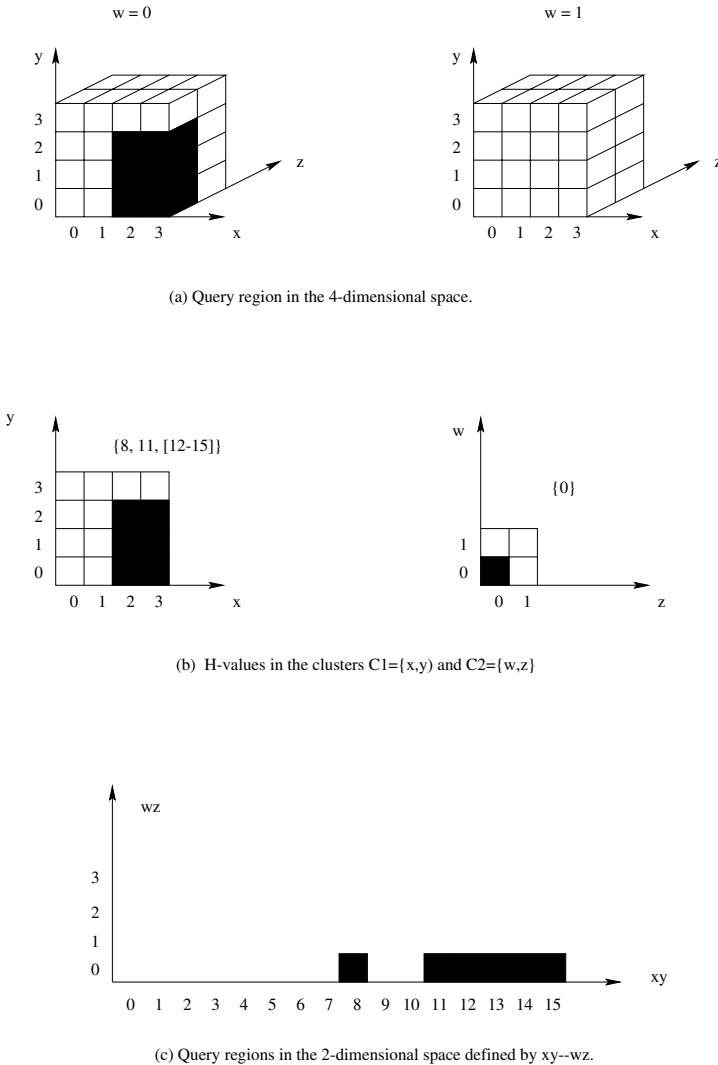 w = 0 w = 1
y y
3 3
2 2
z z
1 1
0 0
0 1 2 3 x 0 1 2 3 x
(a) Query region in the 4-dimensional space.
y w
{8, 11, [12-15]}
3 {0}
2
1 1
0 0
0 1 2 3 x 0 1 z
(b) H-values in the clusters C1={x,y) and C2={w,z}
wz
3
2
1
0
xy
0 1 2 3 4 5 6 7 8 9 10 11 12 13 14 15
(c) Query regions in the 2-dimensional space defined by xy--wz.